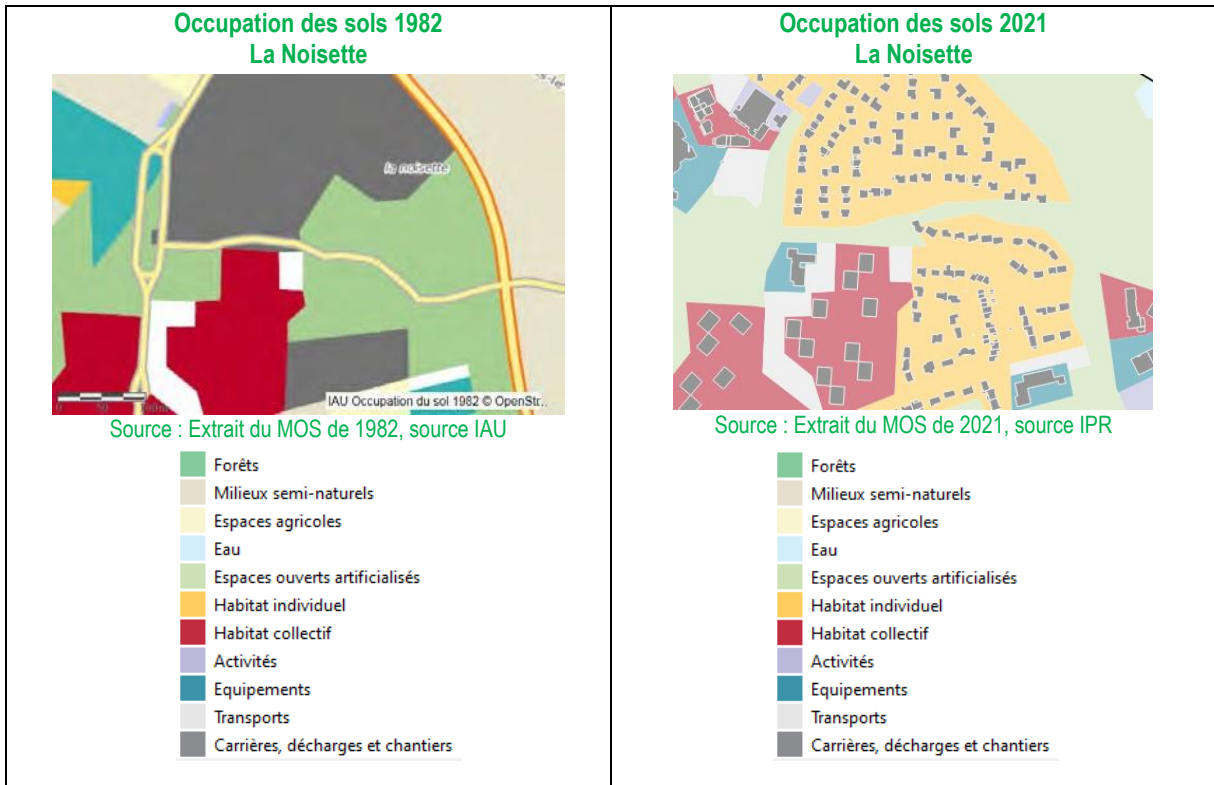 Occupation des sols 1982
La Noisette
la noisette
0 50 100m
IAU Occupation du sol 1982 © OpenStr...
Source : Extrait du MOS de 1982, source IAU
Forêts
Milieux semi-naturels
Espaces agricoles
Eau
Espaces ouverts artificialisés
Habitat individuel
Habitat collectif
Activités
Equipements
Transports
Carrières, décharges et chantiers
Occupation des sols 2021
La Noisette
Source : Extrait du MOS de 2021, source IPR
Forêts
Milieux semi-naturels
Espaces agricoles
Eau
Espaces ouverts artificialisés
Habitat individuel
Habitat collectif
Activités
Equipements
Transports
Carrières, décharges et chantiers